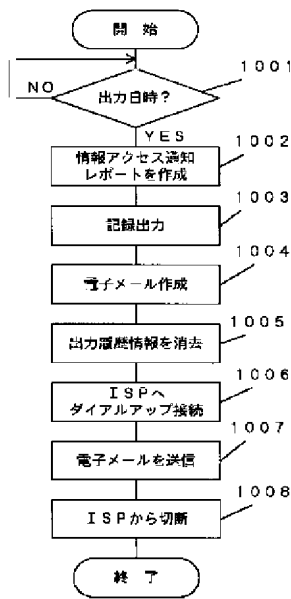 開 始
1001
NO
出力日時?
YES
1002
情報アクセス通知
レポートを作成
1003
記録出力
1004
電子メール作成
1005
出力履歴情報を消去
1006
ISPへ
ダイアルアップ接続
1007
電子メールを送信
1008
ISPから切断
終 了